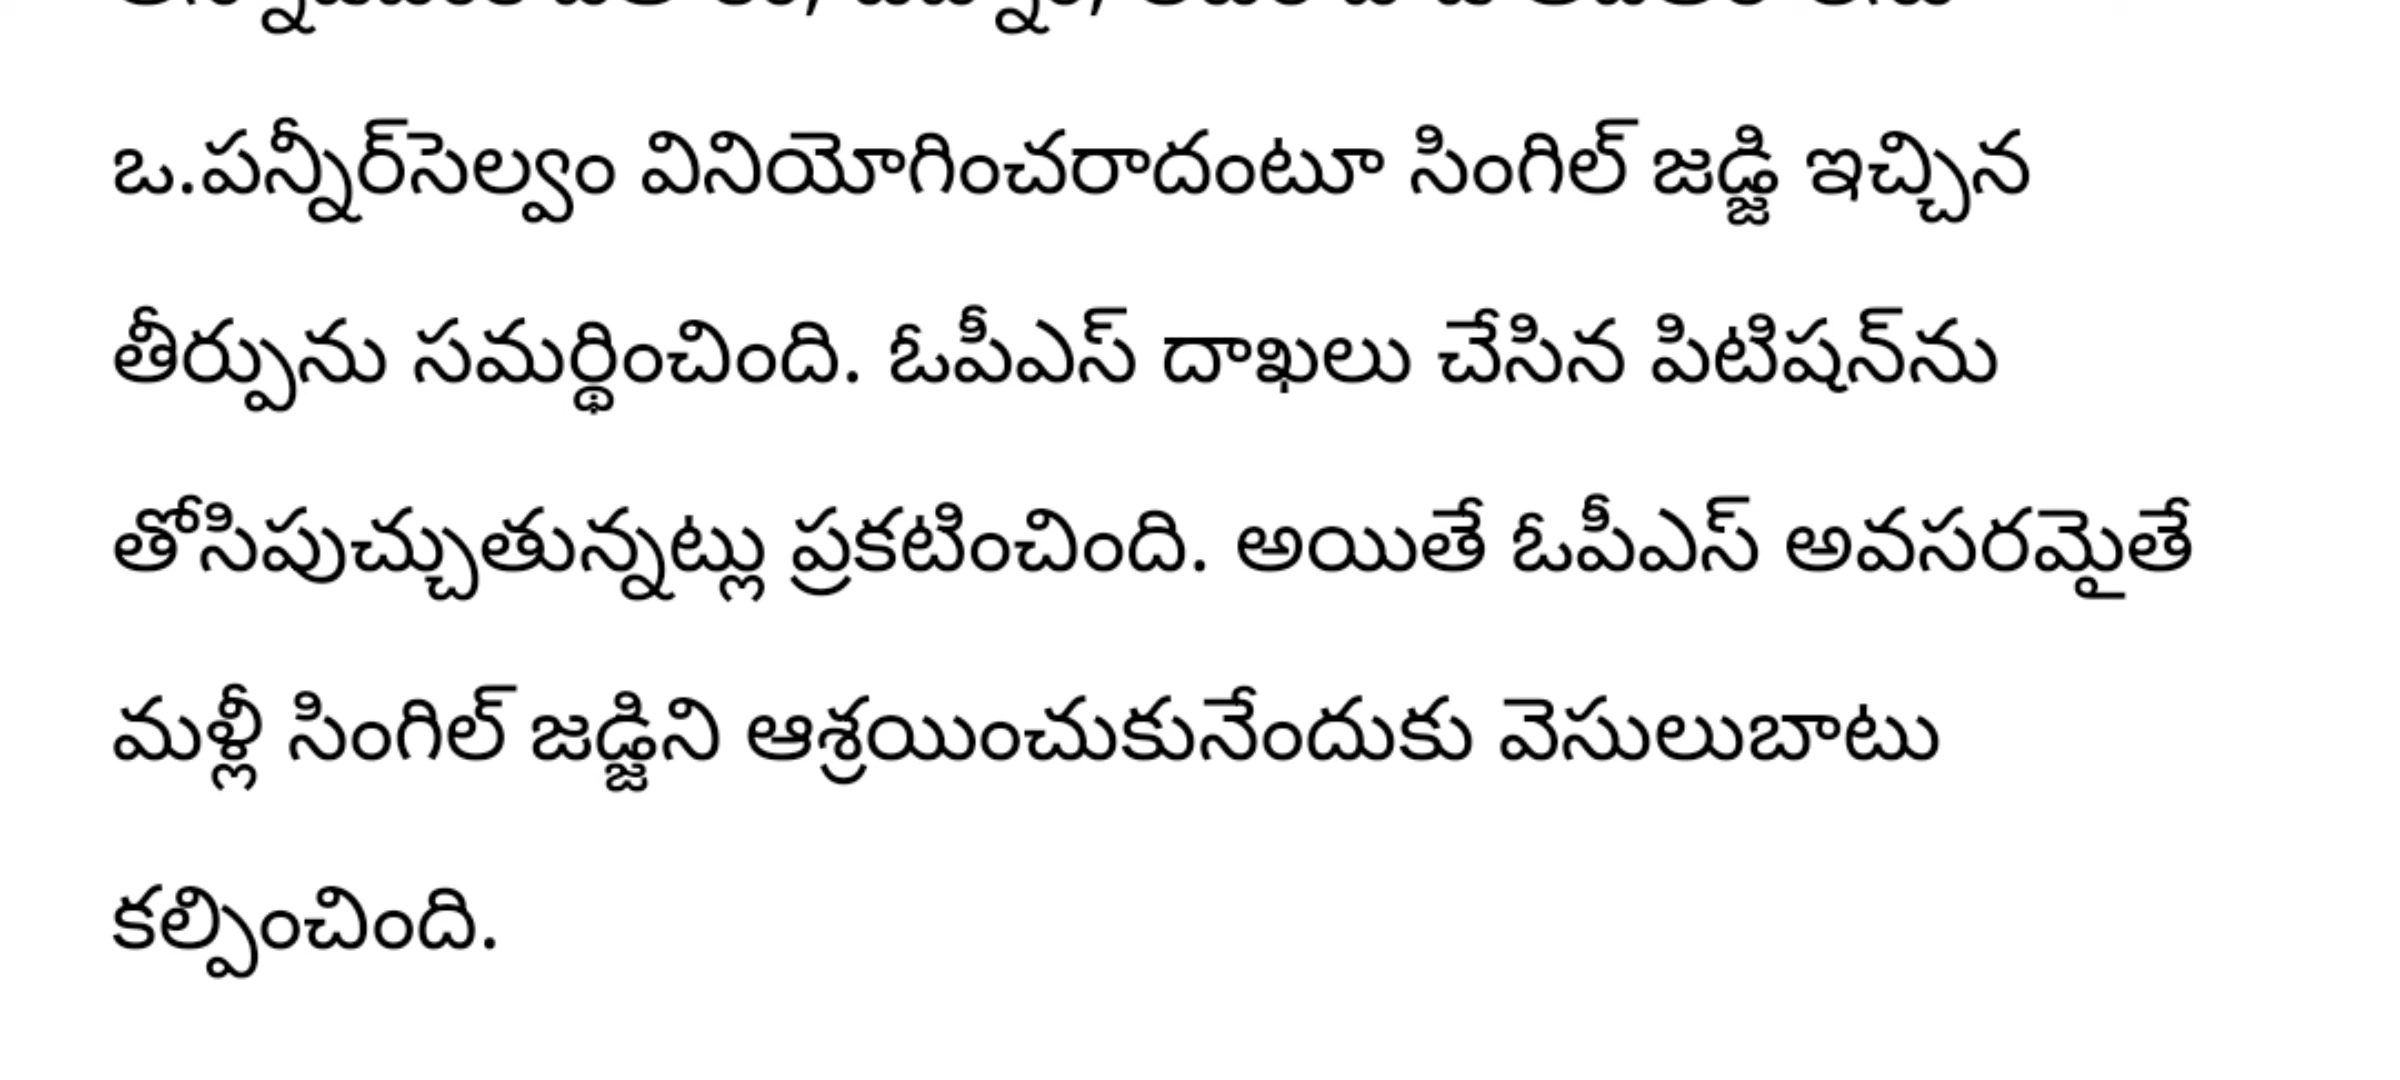 ఒ.పన్నీర్‌సెల్వం వినియోగించరాదంటూ సింగిల్ జడ్జి ఇచ్చిన
తీర్పును సమర్థించింది. ఓపీఎస్ దాఖలు చేసిన పిటిషన్‌ను
తోసిపుచ్చుతున్నట్లు ప్రకటించింది. అయితే ఓపీఎస్ అవసరమైతే
మళ్లీ సింగిల్ జడ్జిని ఆశ్రయించుకునేందుకు వెసులుబాటు
కల్పించింది.